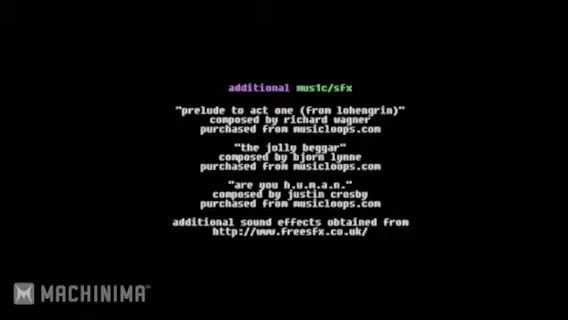 additional mus1c/sfx
"prelude to act one (from lohengrin)"
composed by richard wagner
purchased from musicloops.com
"the jolly beggar"
composed by bjorn lynne
purchased from musicloops.com
"are you h.u.m.a.n."
composed by justin crosby
purchased from musicloops.com
additional sound effects obtained from
http://www.freesfx.co.uk/
MACHINIMA